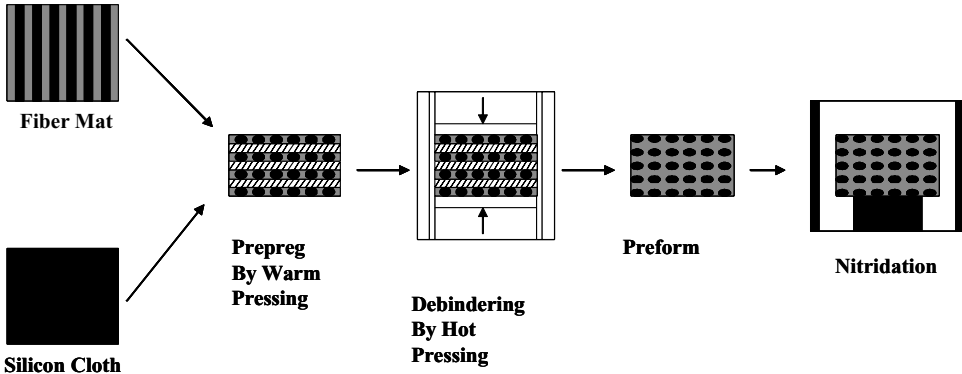 Fiber Mat
Silicon Cloth
Prepreg
By Warm
Pressing
Debindering
By Hot
Pressing
Preform
Nitridation